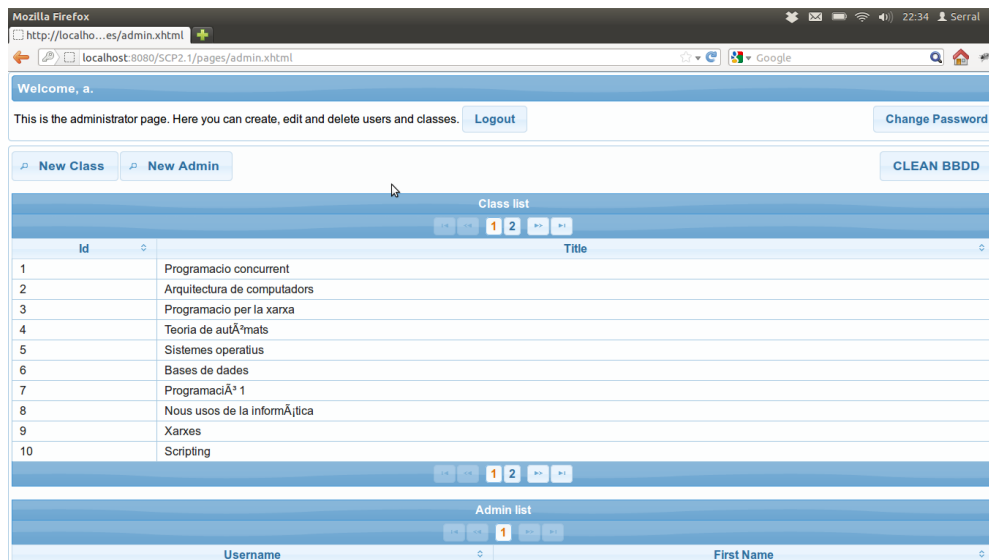 Mozilla Firefox 22:34 Serral
http://localho...es/admin.xhtml
localhost:8080/SCP2.1/pages/admin.xhtml Google
Welcome, a.
This is the administrator page. Here you can create, edit and delete users and classes. Logout Change Password
New Class New Admin CLEAN BBDD
Class list
1 2
Id Title
1 Programacio concurrent
2 Arquitectura de computadors
3 Programacio per la xarxa
4 Teoria de autÃ²mats
5 Sistemes operatius
6 Bases de dades
7 ProgramaciÃ³ 1
8 Nous usos de la informÃ¡tica
9 Xarxes
10 Scripting
1 2
Admin list
1
Username First Name